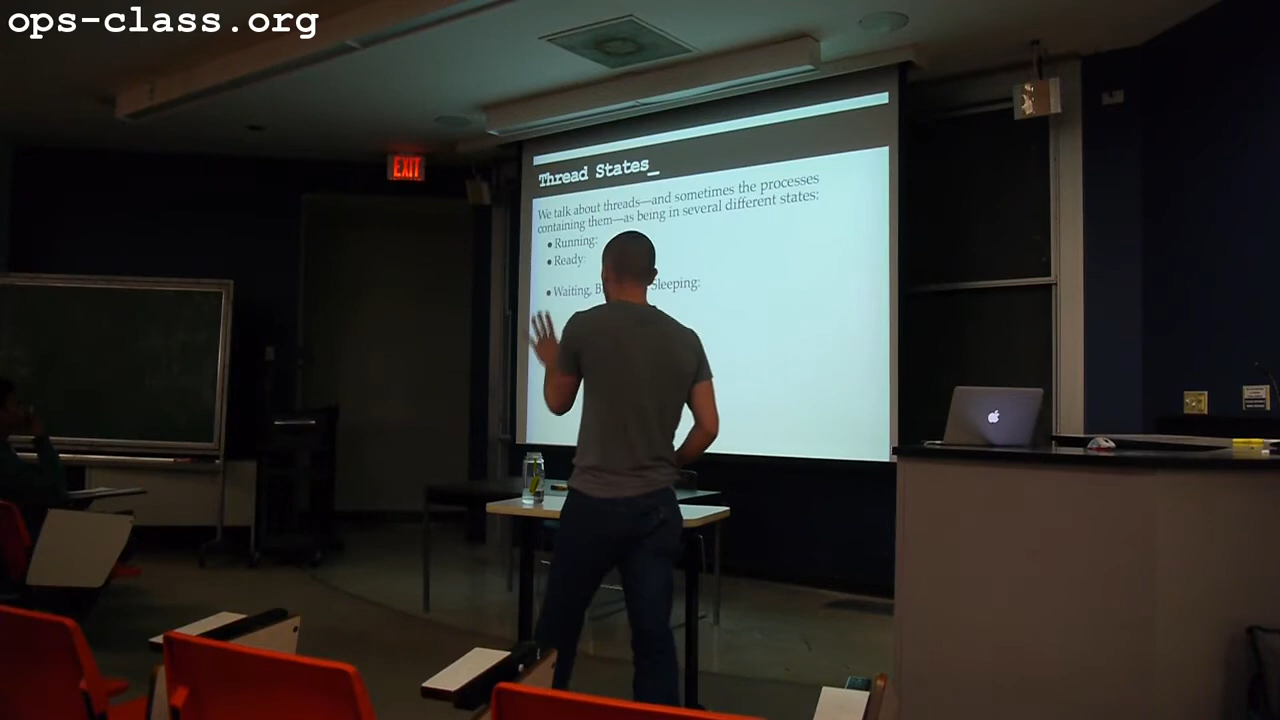 ops-class.org
EXIT
Thread States_
We talk about threads—and sometimes the processes
containing them—as being in several different states:
• Running:
• Ready:
• Waiting, Sleeping: